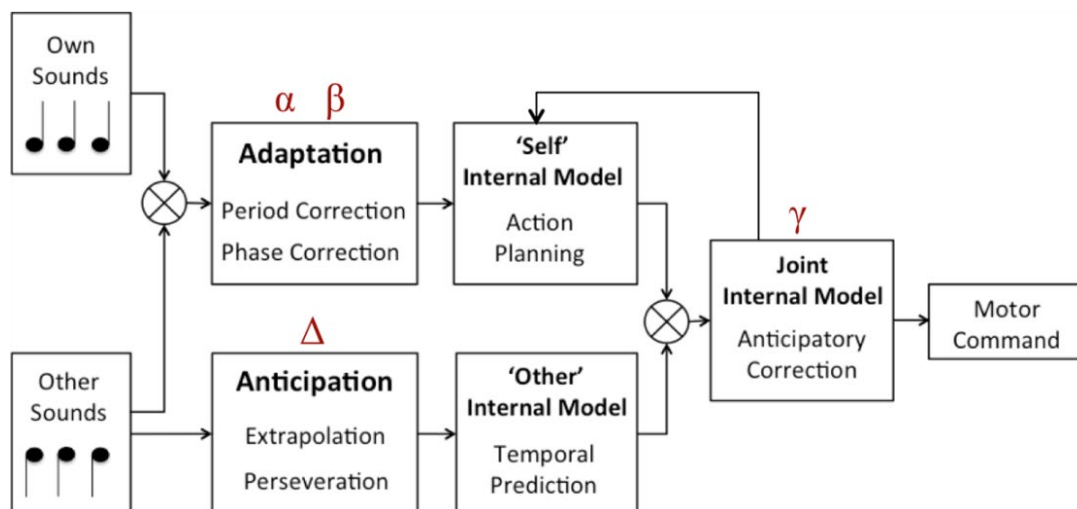 Own
Sounds
α β
Adaptation
Period Correction
Phase Correction
‘Self’
Internal Model
Action
Planning
γ
Joint
Internal Model
Anticipatory
Correction
Motor
Command
Other
Sounds
Δ
Anticipation
Extrapolation
Perseveration
‘Other’
Internal Model
Temporal
Prediction